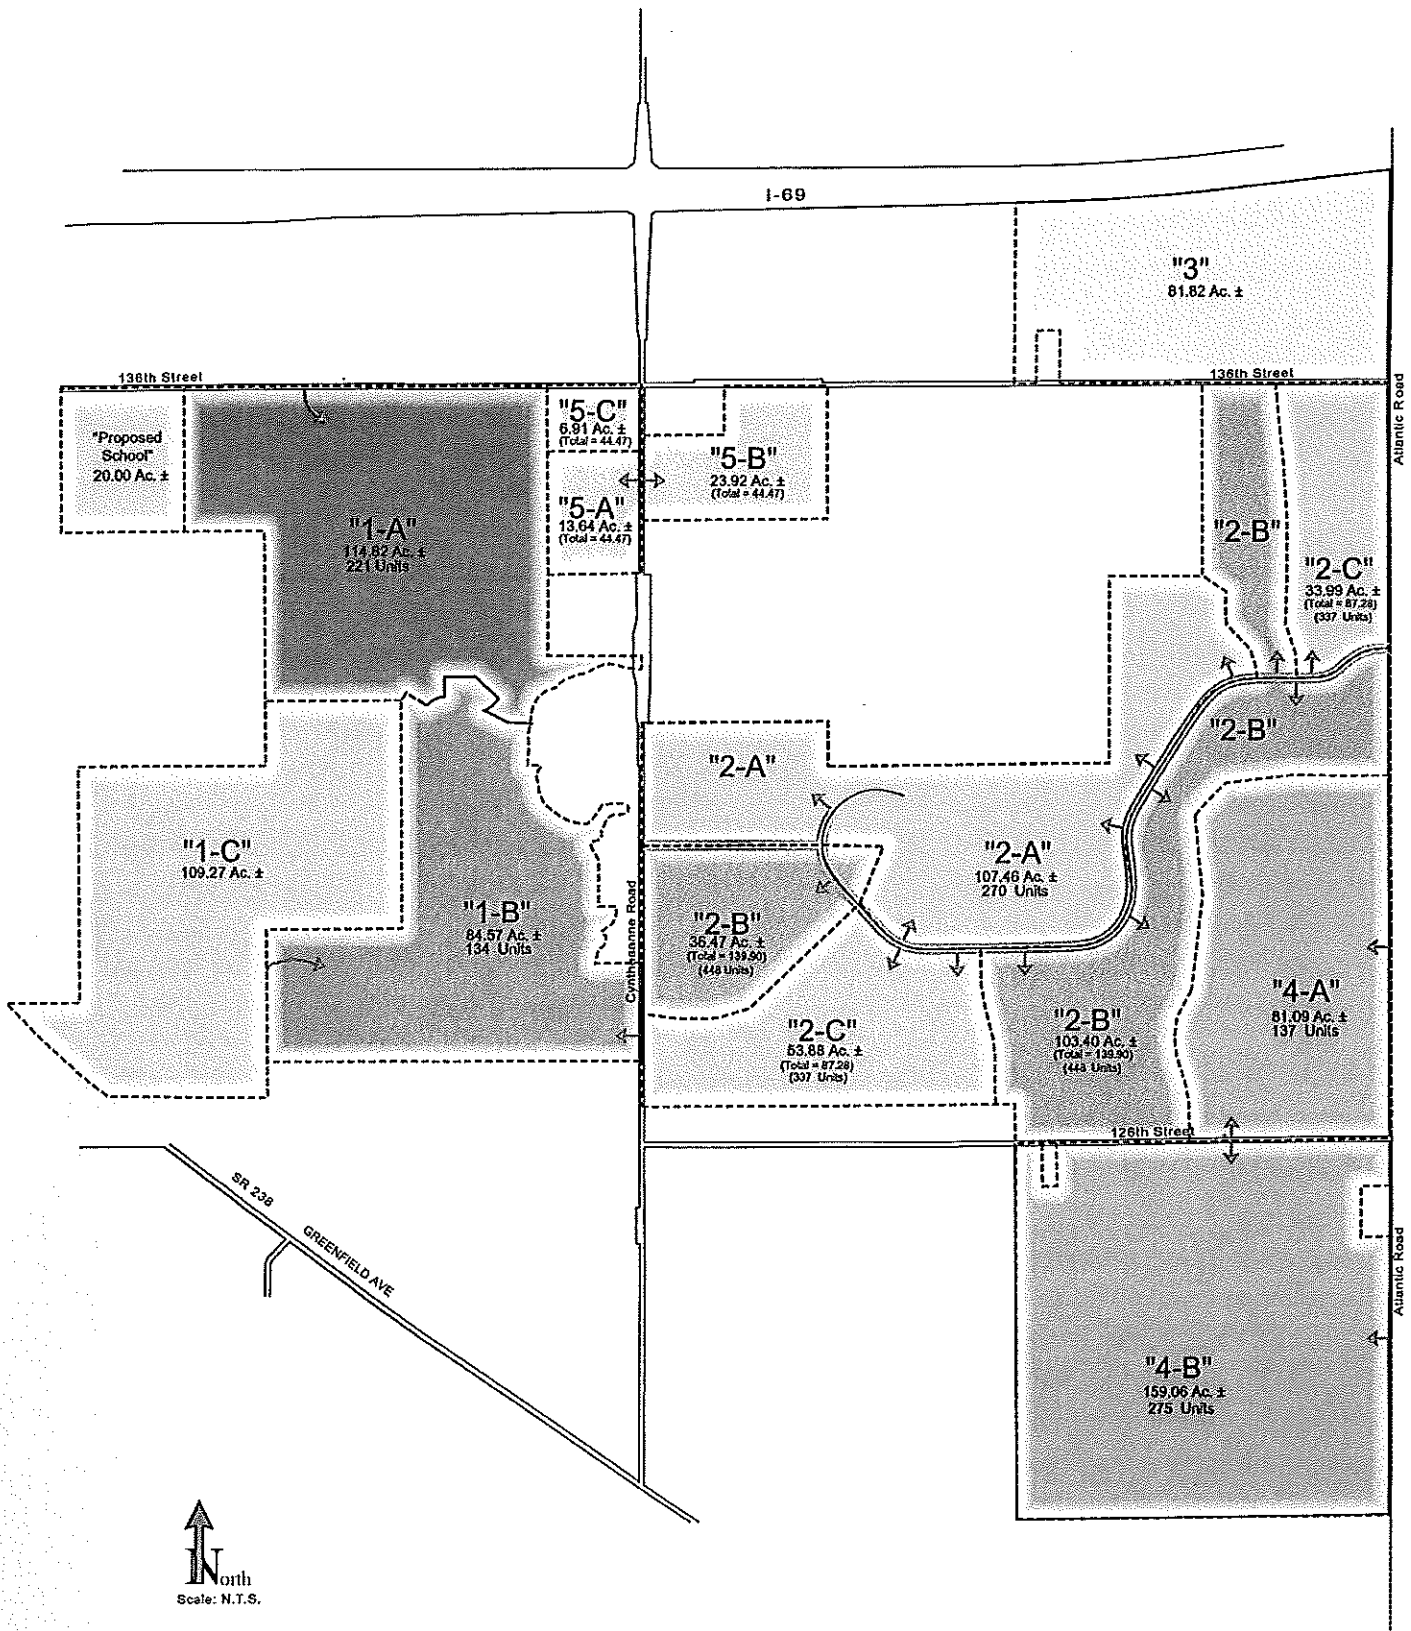 I-69
"3"
81.82 Ac. ±
136th Street
136th Street
Atlantic Road
"Proposed
School"
20.00 Ac. ±
"5-C"
6.91 Ac. ±
(Total = 44.47)
"5-B"
23.92 Ac. ±
(Total = 44.47)
"5-A"
13.64 Ac. ±
(Total = 44.47)
"1-A"
114.82 Ac. ±
221 Units
"2-B"
"2-C"
33.99 Ac. ±
(Total = 87.28)
(337 Units)
"2-B"
"2-A"
"1-C"
109.27 Ac. ±
"2-A"
107.46 Ac. ±
270 Units
"1-B"
84.57 Ac. ±
134 Units
Cyntheanne Road
"2-B"
36.47 Ac. ±
(Total = 139.90)
(448 Units)
"4-A"
81.09 Ac. ±
137 Units
"2-C"
53.88 Ac. ±
(Total = 87.28)
(337 Units)
"2-B"
103.40 Ac. ±
(Total = 139.90)
(448 Units)
126th Street
SR 238
GREENFIELD AVE
Atlantic Road
"4-B"
159.06 Ac. ±
275 Units
North
Scale: N.T.S.